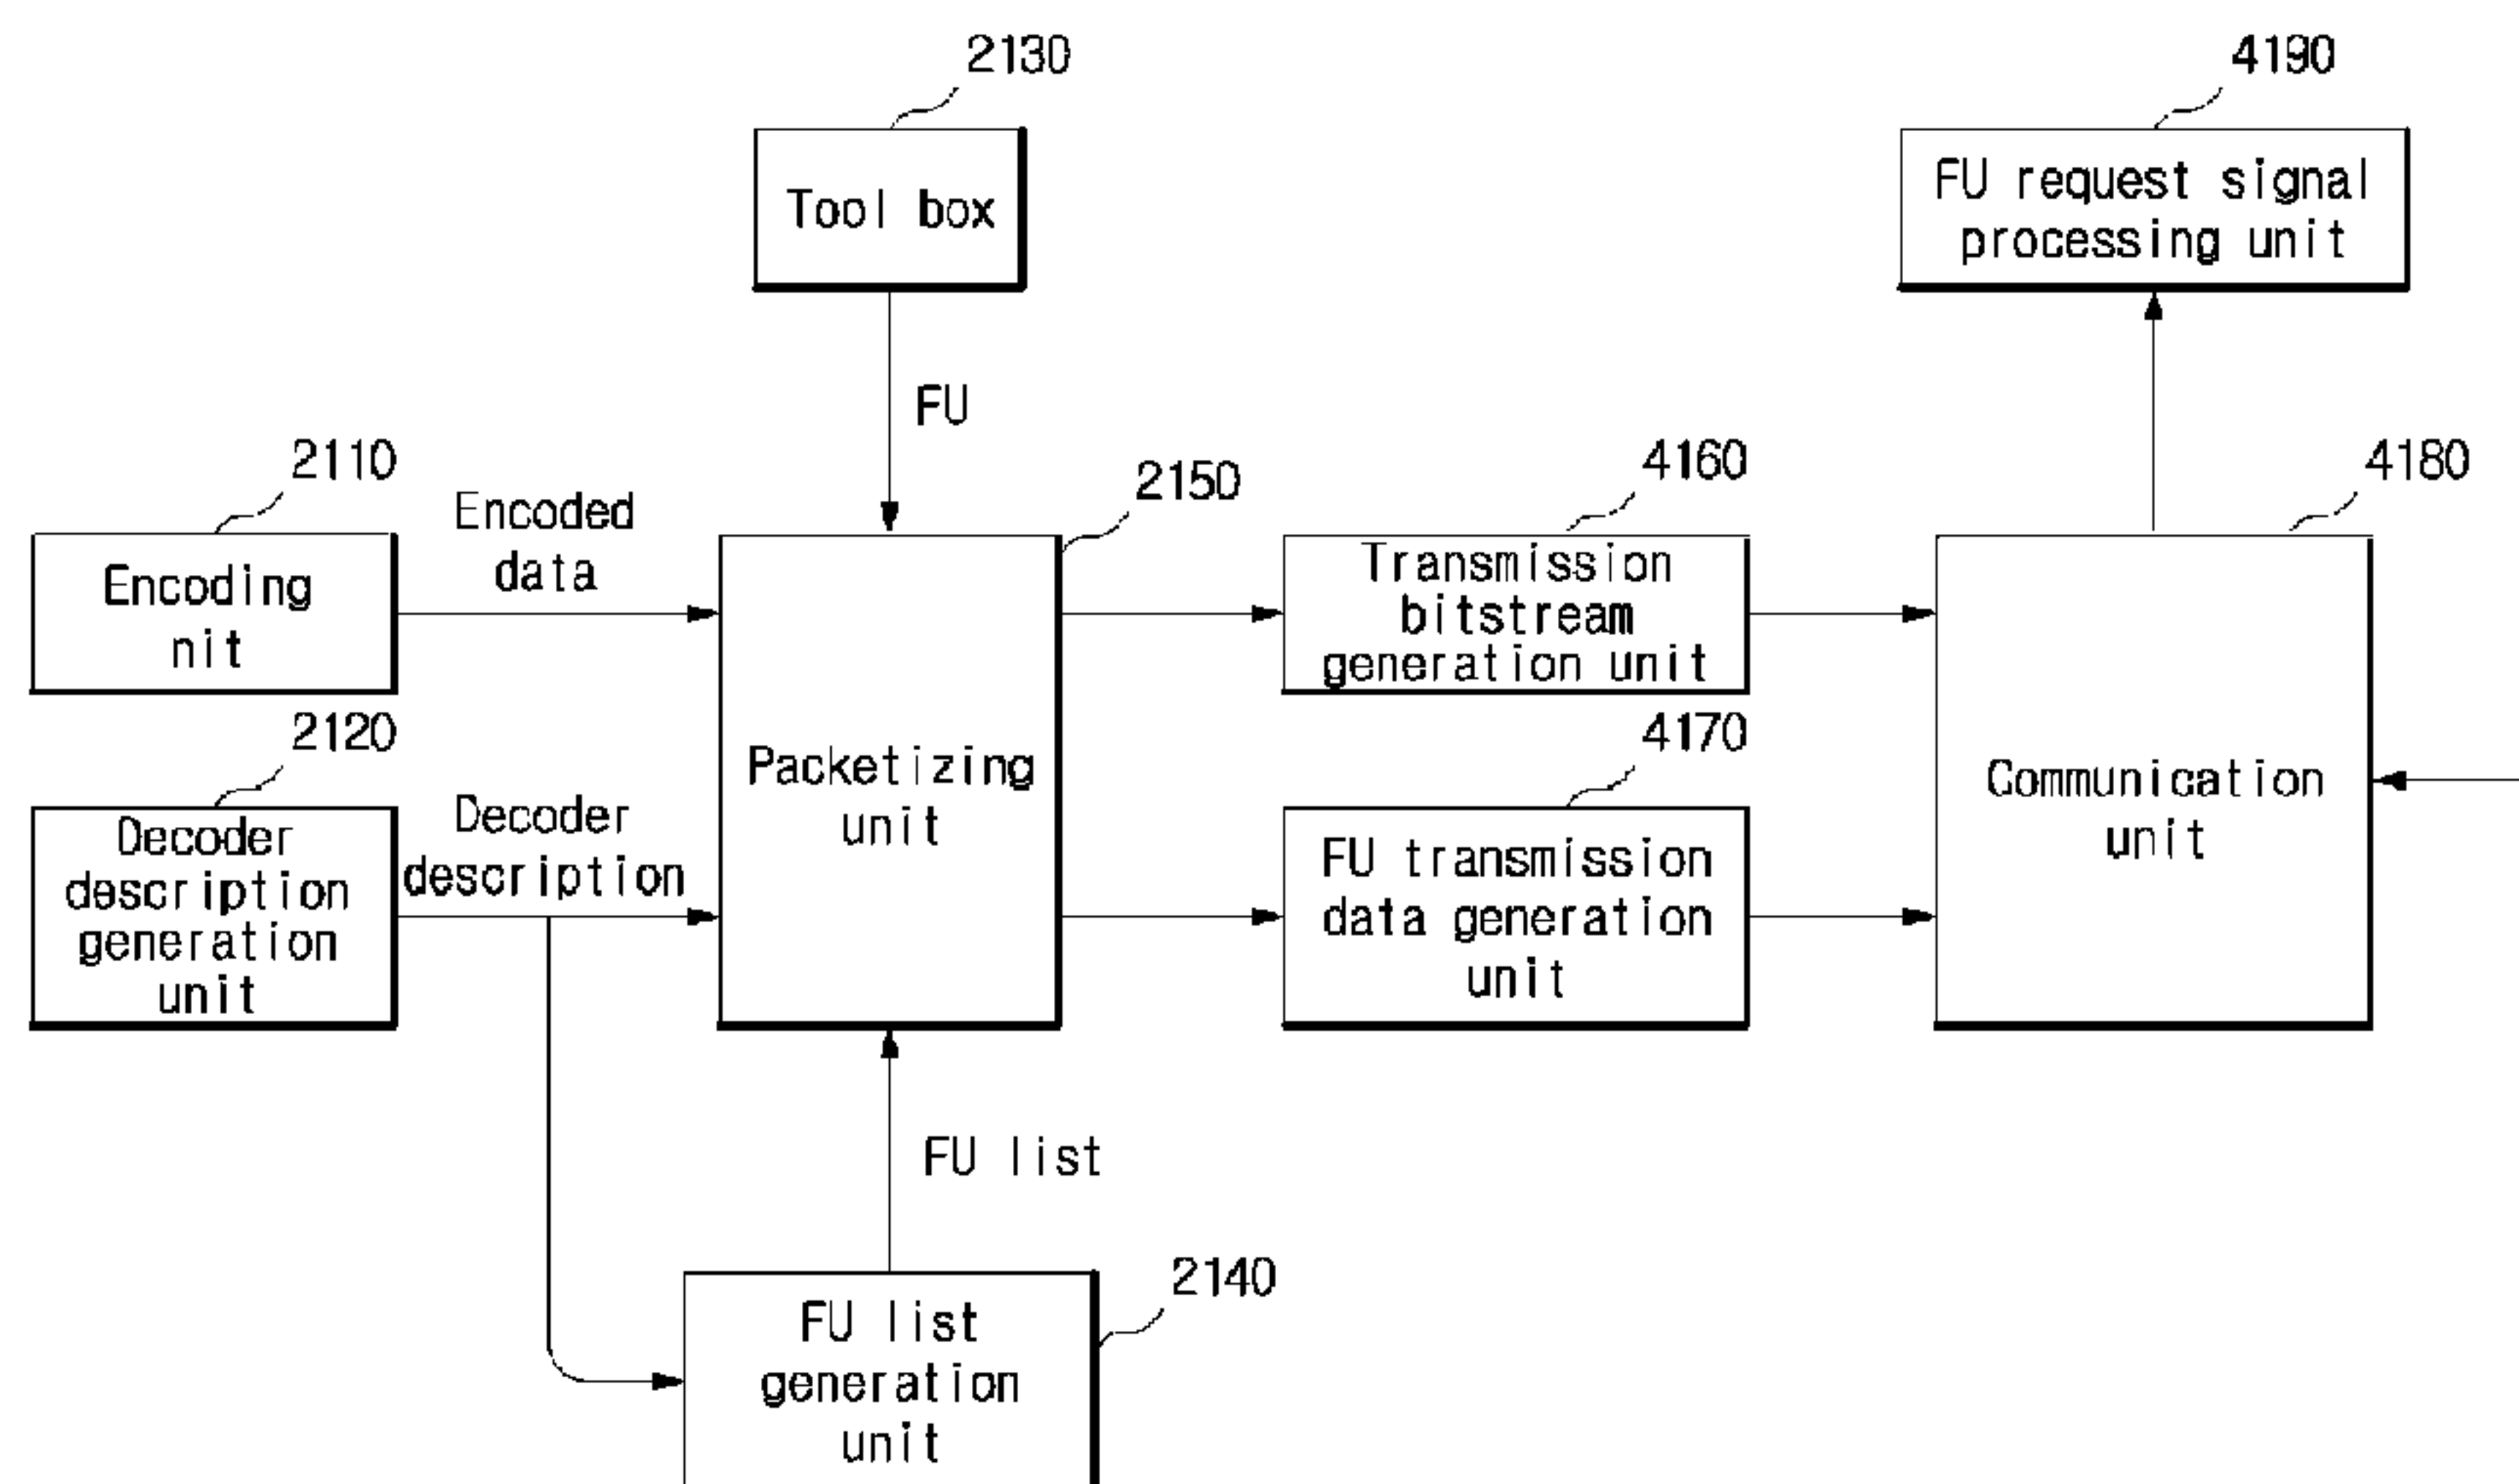 2130
4190
Tool box
FU request signal
processing unit
FU
2110
Encoded
data
2150
4160
4180
Encoding
nit
Transmission
bitstream
generation unit
2120
4170
Decoder
description
generation
unit
Decoder
description
Packetizing
unit
FU transmission
data generation
unit
Communication
unit
FU list
2140
FU list
generation
unit